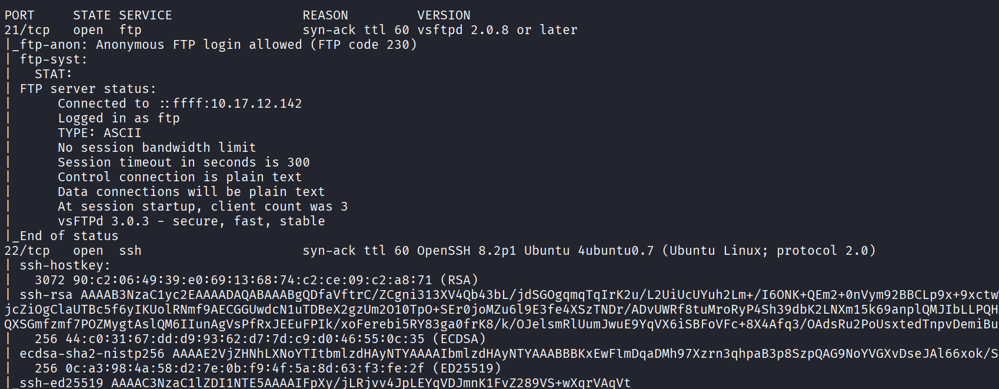 PORT     STATE SERVICE                 REASON         VERSION
21/tcp   open  ftp                     syn-ack ttl 60 vsftpd 2.0.8 or later
|_ftp-anon: Anonymous FTP login allowed (FTP code 230)
| ftp-syst:
|   STAT:
| FTP server status:
|      Connected to ::ffff:10.17.12.142
|      Logged in as ftp
|      TYPE: ASCII
|      No session bandwidth limit
|      Session timeout in seconds is 300
|      Control connection is plain text
|      Data connections will be plain text
|      At session startup, client count was 3
|      vsFTPd 3.0.3 - secure, fast, stable
|_End of status
22/tcp   open  ssh                     syn-ack ttl 60 OpenSSH 8.2p1 Ubuntu 4ubuntu0.7 (Ubuntu Linux; protocol 2.0)
| ssh-hostkey:
|   3072 90:c2:06:49:39:e0:69:13:68:74:c2:ce:09:c2:a8:71 (RSA)
| ssh-rsa AAAAB3NzaC1yc2EAAAADAQABAAABgQDfaVftrC/ZCgni313XV4Qb43bL/jdSGOgqmqTqIrK2u/L2UiUcUYuh2Lm+/I6ONK+QEm2+0nVym92BBCLp9x+9xctw
jcZiOgClaUTBc5f6yIKUolRNmf9AECGGUwdcN1uTDBeX2gzUm2O10TpO+SEr0joMZu6l9E3fe4XSzTNDr/ADvUWRf8tuMroRyP4Sh39dbK2LNXm15k69anplQMJIbLLPQH
QXSGmfzmf7POZMygtAslQM6IIunAgVsPfRxJEEuFPIk/xoFerebi5RY83ga0frK8/k/OJelsmRlUumJwuE9YqVX6iSBFoVFc+8X4Afq3/OAdsRu2PoUsxtedTnpvDemiBu
|   256 44:c0:31:67:dd:d9:93:62:d7:7d:c9:d0:46:55:0c:35 (ECDSA)
| ecdsa-sha2-nistp256 AAAAE2VjZHNhLXNoYTItbmlzdHAyNTYAAAAIbmlzdHAyNTYAAABBBKxEwFlmDqaDMh97Xzrn3qhpaB3p8SzpQAG9NoYVGXvDseJAl66xok/S
|   256 0c:a3:98:4a:58:d2:7e:0b:f9:4f:5a:8d:63:f3:fe:2f (ED25519)
|_ssh-ed25519 AAAAC3NzaC1lZDI1NTE5AAAAIFpXy/jLRjvv4JpLEYqVDJmnK1FvZ289VS+wXqrVAqVt